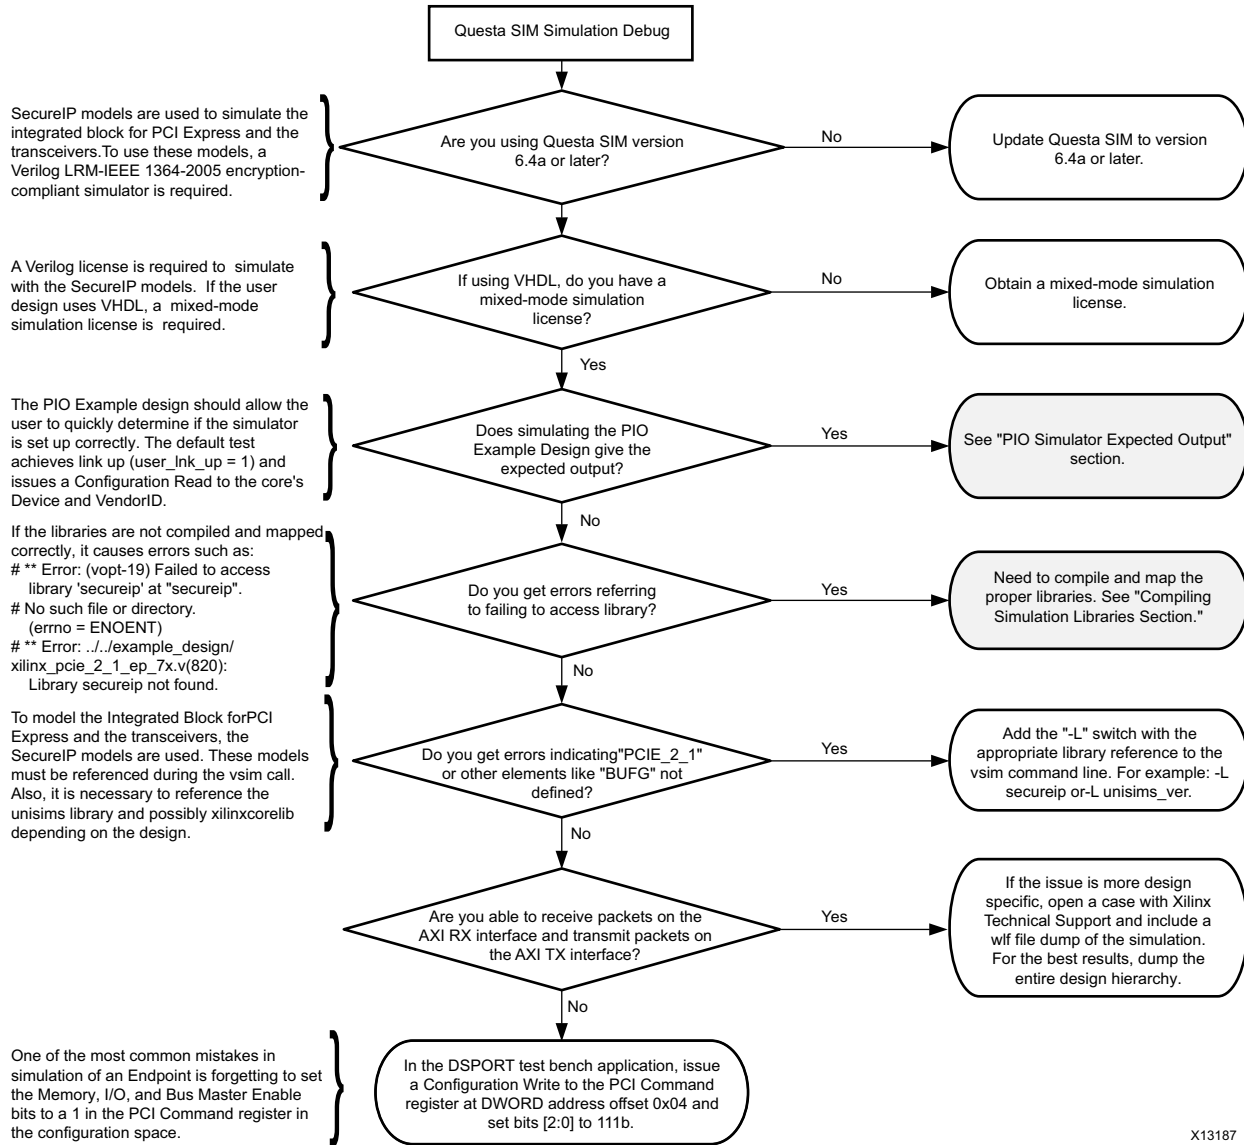 Questa SIM Simulation Debug
SecureIP models are used to simulate the
integrated block for PCI Express and the
transceivers.To use these models, a
Verilog LRM-IEEE 1364-2005 encryption-
compliant simulator is required.
Are you using Questa SIM version
6.4a or later?
No
Update Questa SIM to version
6.4a or later.
A Verilog license is required to simulate
with the SecureIP models. If the user
design uses VHDL, a mixed-mode
simulation license is required.
If using VHDL, do you have a
mixed-mode simulation
license?
No
Obtain a mixed-mode simulation
license.
Yes
The PIO Example design should allow the
user to quickly determine if the simulator
is set up correctly. The default test
achieves link up (user_lnk_up = 1) and
issues a Configuration Read to the core's
Device and VendorID.
Does simulating the PIO
Example Design give the
expected output?
Yes
See "PIO Simulator Expected Output"
section.
No
If the libraries are not compiled and mapped
correctly, it causes errors such as:
# ** Error: (vopt-19) Failed to access
library 'secureip' at "secureip".
# No such file or directory.
(errno = ENOENT)
# ** Error: ../../example_design/
xilinx_pcie_2_1_ep_7x.v(820):
Library secureip not found.
Do you get errors referring
to failing to access library?
Yes
Need to compile and map the
proper libraries. See "Compiling
Simulation Libraries Section."
No
To model the Integrated Block forPCI
Express and the transceivers, the
SecureIP models are used. These models
must be referenced during the vsim call.
Also, it is necessary to reference the
unisims library and possibly xilinxcorelib
depending on the design.
Do you get errors indicating"PCIE_2_1"
or other elements like "BUFG" not
defined?
Yes
Add the "-L" switch with the
appropriate library reference to the
vsim command line. For example: -L
secureip or-L unisims_ver.
No
Are you able to receive packets on the
AXI RX interface and transmit packets on
the AXI TX interface?
Yes
If the issue is more design
specific, open a case with Xilinx
Technical Support and include a
wlf file dump of the simulation.
For the best results, dump the
entire design hierarchy.
No
One of the most common mistakes in
simulation of an Endpoint is forgetting to set
the Memory, I/O, and Bus Master Enable
bits to a 1 in the PCI Command register in
the configuration space.
In the DSPORT test bench application, issue
a Configuration Write to the PCI Command
register at DWORD address offset 0x04 and
set bits [2:0] to 111b.
X13187